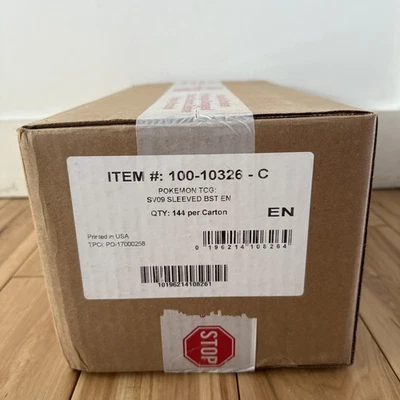 ITEM #: 100-10326 - C
POKEMON TCG:
SV09 SLEEVED BST EN
QTY: 144 per Carton
EN
Printed in USA
TPCi PO-17000258
0 196214 108264
10196214108261
STOP